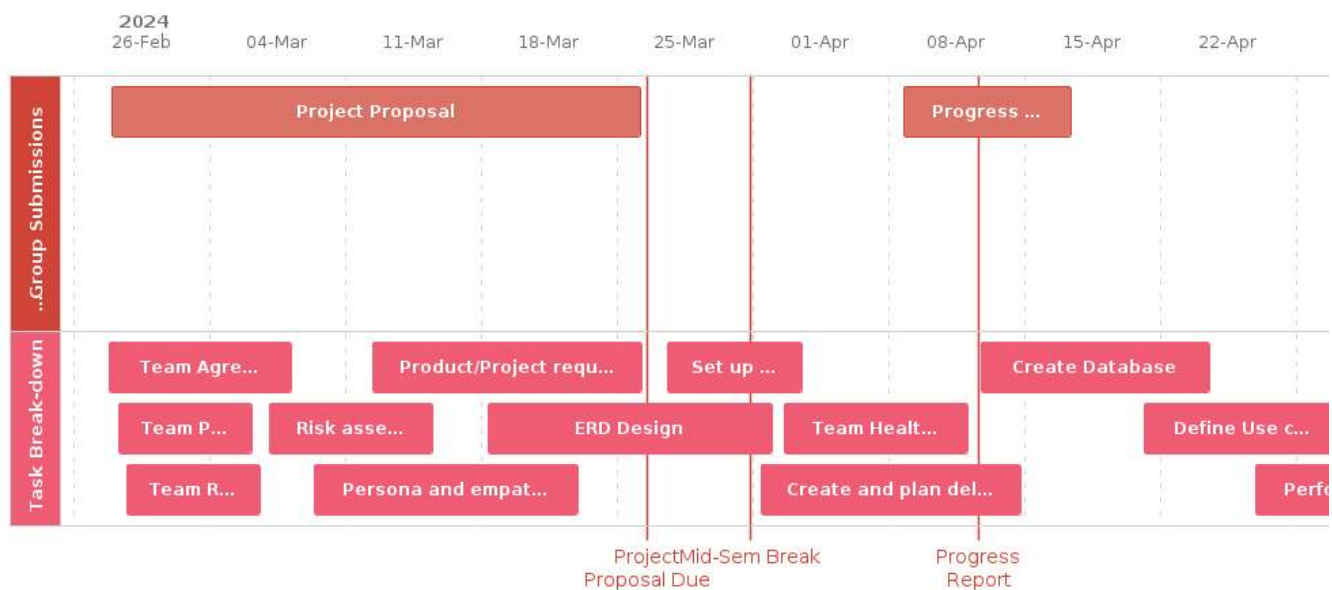 2024
26-Feb 04-Mar 11-Mar 18-Mar 25-Mar 01-Apr 08-Apr 15-Apr 22-Apr
...Group Submissions
Project Proposal
Progress ...
Task Break-down
Team Agre...
Product/Project requ...
Set up ...
Create Database
Team P...
Risk asse...
ERD Design
Team Healt...
Define Use c...
Team R...
Persona and empat...
Create and plan del...
Perfo
Project
Proposal Due
Mid-Sem Break
Progress
Report